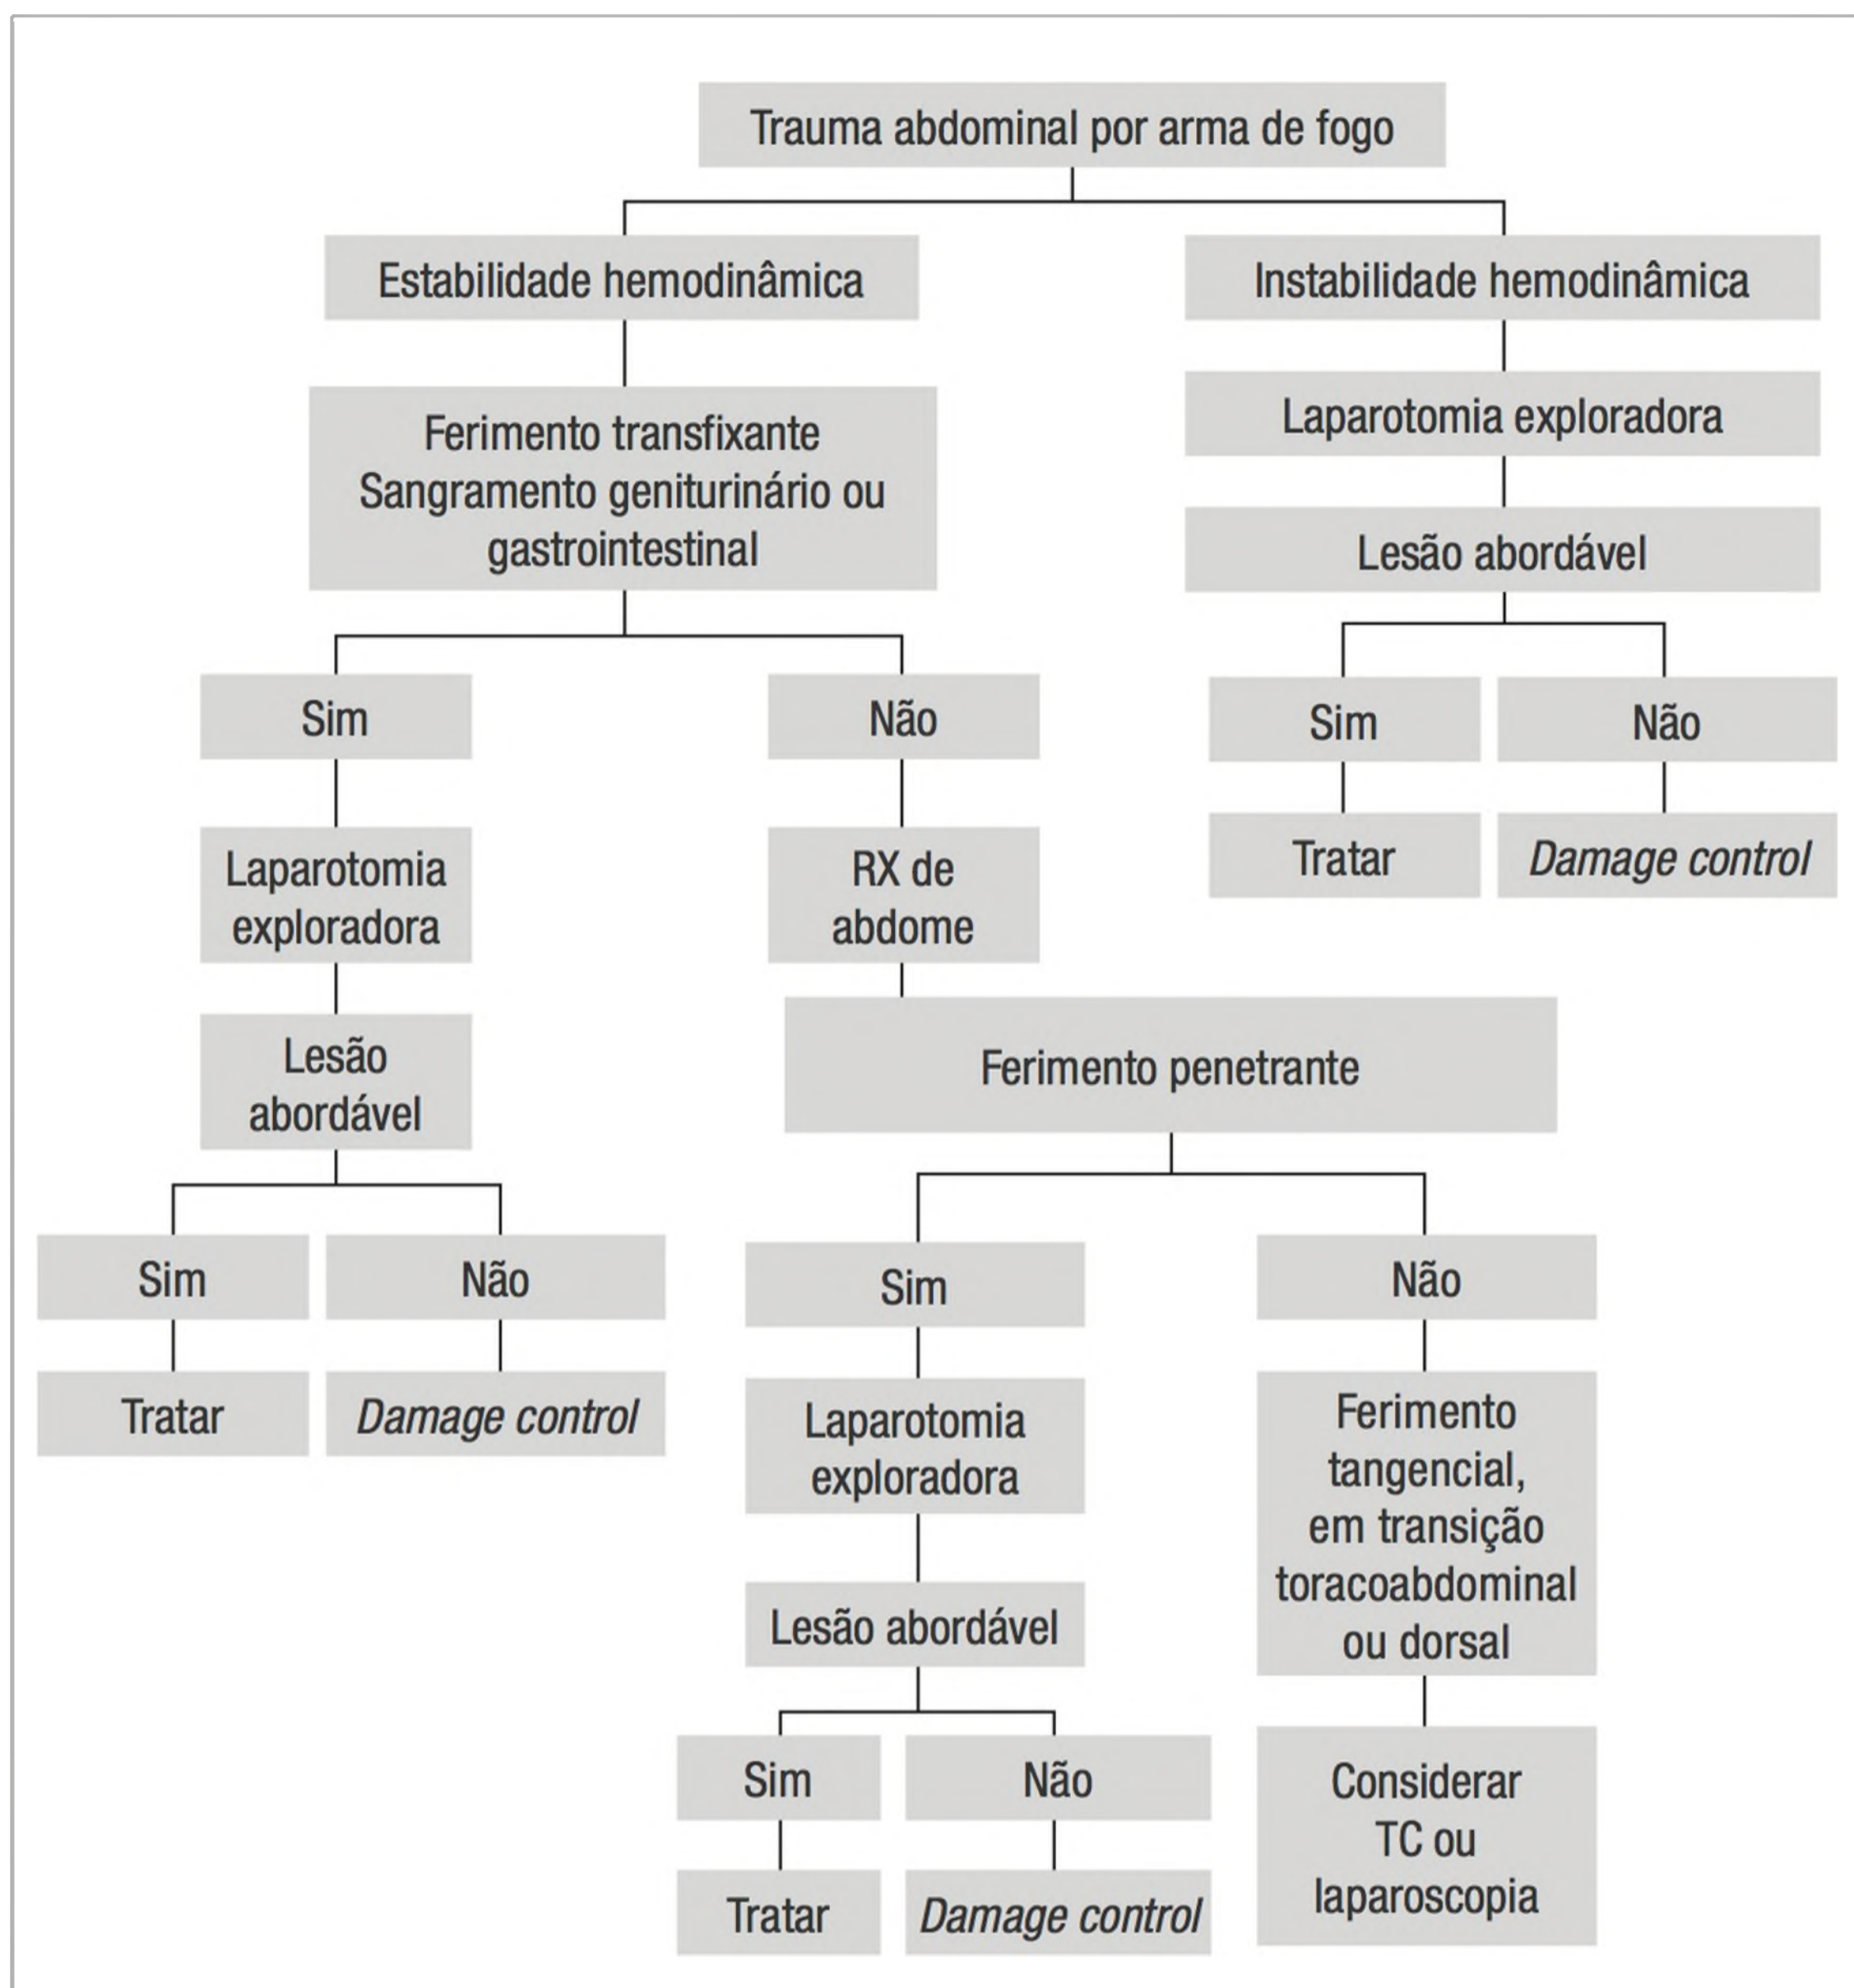 Trauma abdominal por arma de fogo
Estabilidade hemodinâmica
Instabilidade hemodinâmica
Ferimento transfixante
Sangramento geniturinário ou
gastrointestinal
Laparotomia exploradora
Lesão abordável
Sim
Não
Sim
Não
Tratar
Damage control
Laparotomia
exploradora
RX de
abdome
Lesão
abordável
Ferimento penetrante
Sim
Não
Sim
Não
Tratar
Damage control
Laparotomia
exploradora
Ferimento
tangencial,
em transição
toracoabdominal
ou dorsal
Lesão abordável
Sim
Não
Considerar
TC ou
laparoscopia
Tratar
Damage control